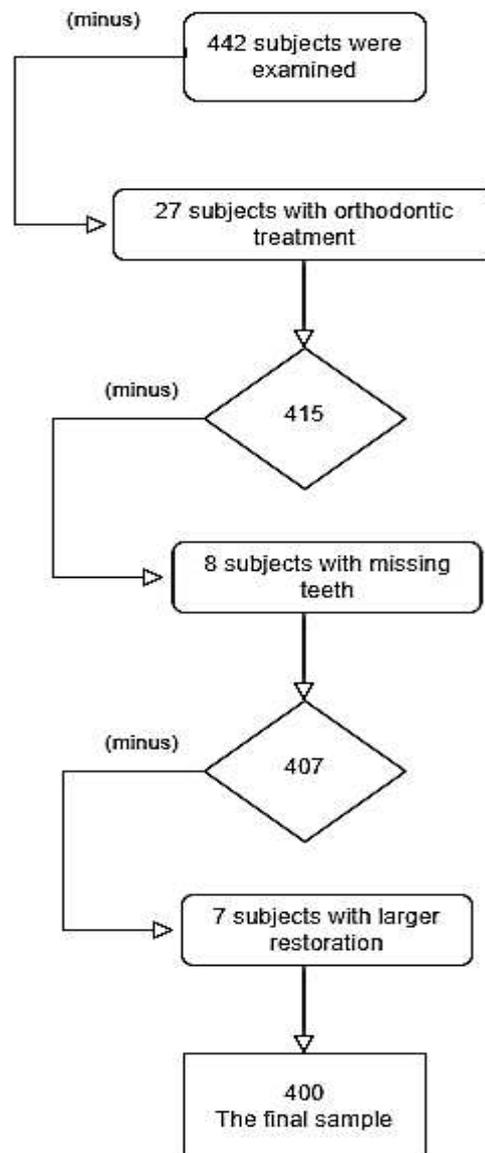 (minus)
442 subjects were
examined
27 subjects with orthodontic
treatment
(minus)
415
8 subjects with missing
teeth
(minus)
407
7 subjects with larger
restoration
400
The final sample